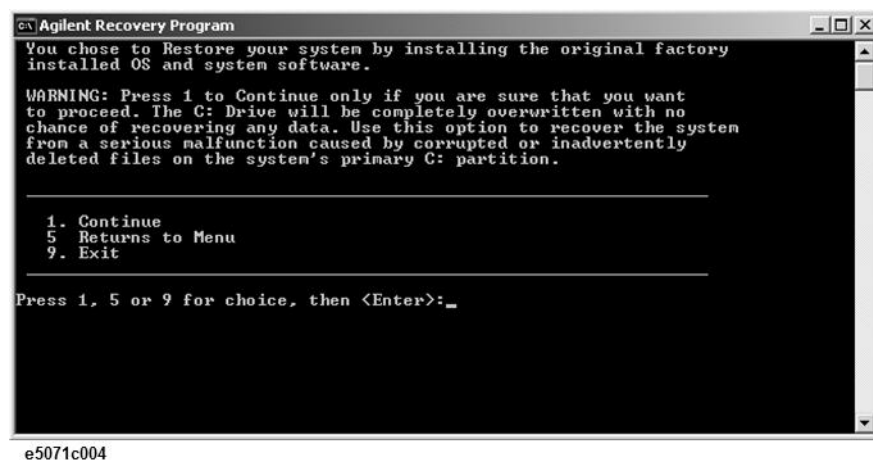 Agilent Recovery Program
You chose to Restore your system by installing the original factory
installed OS and system software.
WARNING: Press 1 to Continue only if you are sure that you want
to proceed. The C: Drive will be completely overwritten with no
chance of recovering any data. Use this option to recover the system
from a serious malfunction caused by corrupted or inadvertently
deleted files on the system's primary C: partition.
1. Continue
5 Returns to Menu
9. Exit
Press 1, 5 or 9 for choice, then <Enter>:_
e5071c004